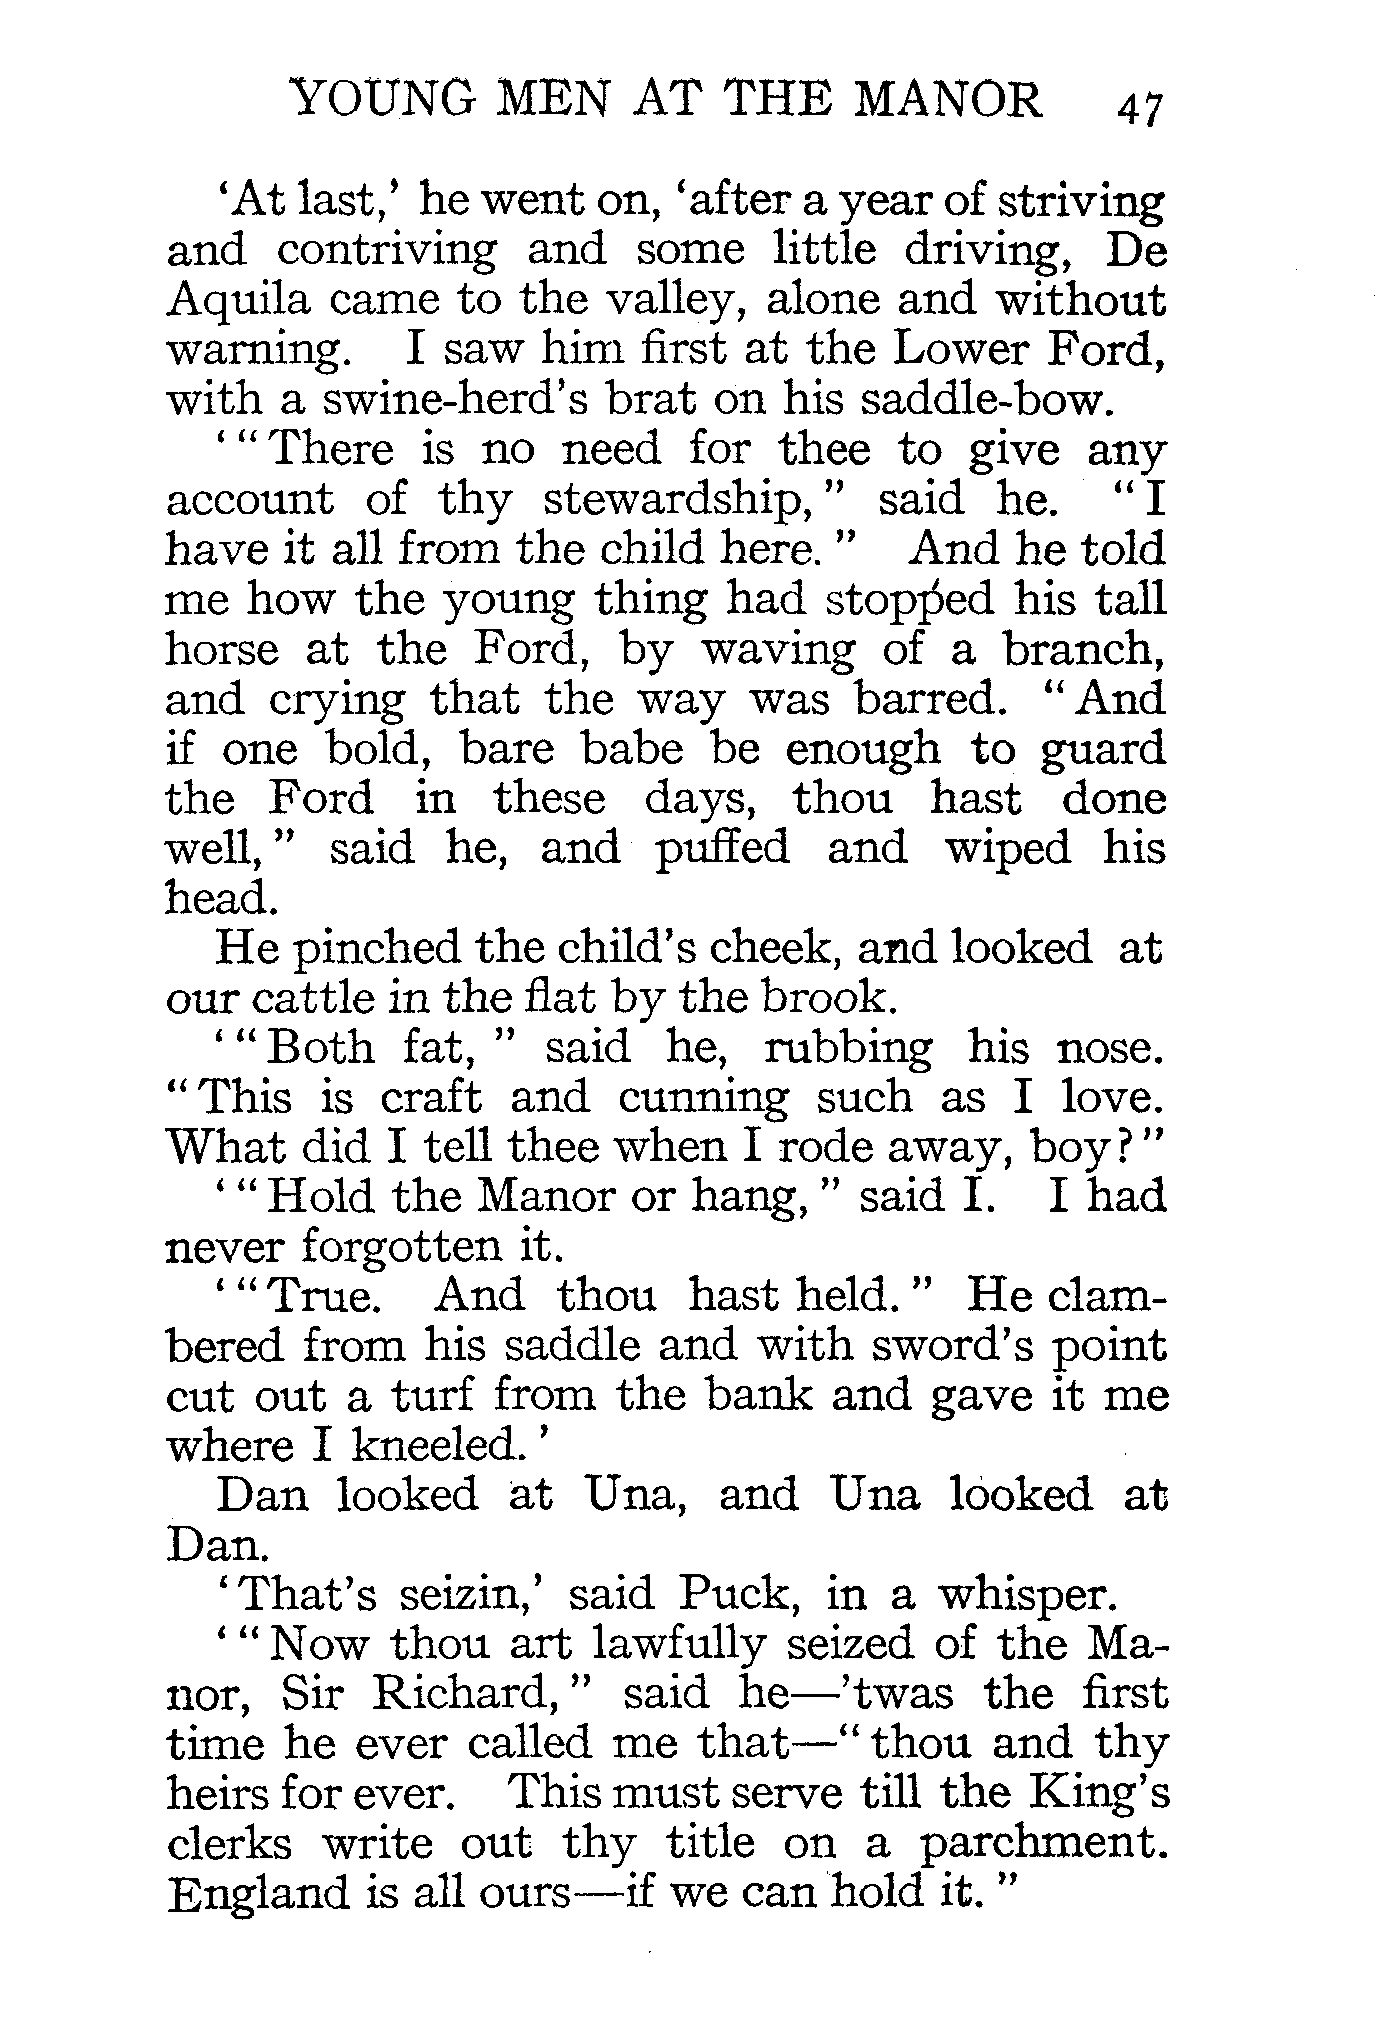 YOUNG MEN AT THE MANOR 47
‘At last,’ he went on, ‘after a year of striving
and contriving and some little driving, De
Aquila came to the valley, alone and without
warning. I saw him first at the Lower Ford,
with a swine-herd’s brat on his saddle-bow.
‘“There is no need for thee to give any
account of thy stewardship,” said he. “I
have it all from the child here.” And he told
me how the young thing had stopped his tall
horse at the Ford, by waving of a branch,
and crying that the way was barred. “And
if one bold, bare babe be enough to guard
the Ford in these days, thou hast done
well,” said he, and puffed and wiped his
head.
He pinched the child’s cheek, and looked at
our cattle in the flat by the brook.
‘“Both fat,” said he, rubbing his nose.
“This is craft and cunning such as I love.
What did I tell thee when I rode away, boy?”
‘“Hold the Manor or hang,” said I. I had
never forgotten it.
‘“True. And thou hast held.” He clam-
bered from his saddle and with sword’s point
cut out a turf from the bank and gave it me
where I kneeled.’
Dan looked at Una, and Una looked at
Dan.
‘That’s seizin,’ said Puck, in a whisper.
‘“Now thou art lawfully seized of the Ma-
nor, Sir Richard,” said he—’twas the first
time he ever called me that—“thou and thy
heirs for ever. This must serve till the King’s
clerks write out thy title on a parchment.
England is all ours—if we can hold it.”